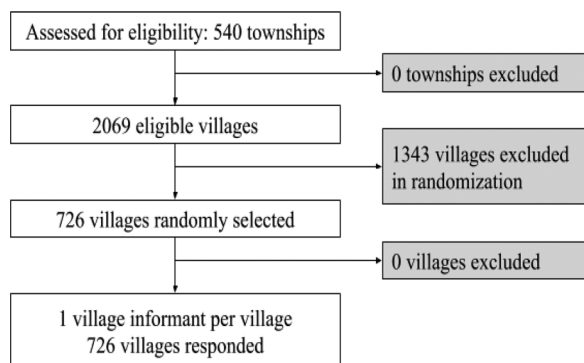 Assessed for eligibility: 540 townships
0 townships excluded
2069 eligible villages
1343 villages excluded
in randomization
726 villages randomly selected
0 villages excluded
1 village informant per village
726 villages responded